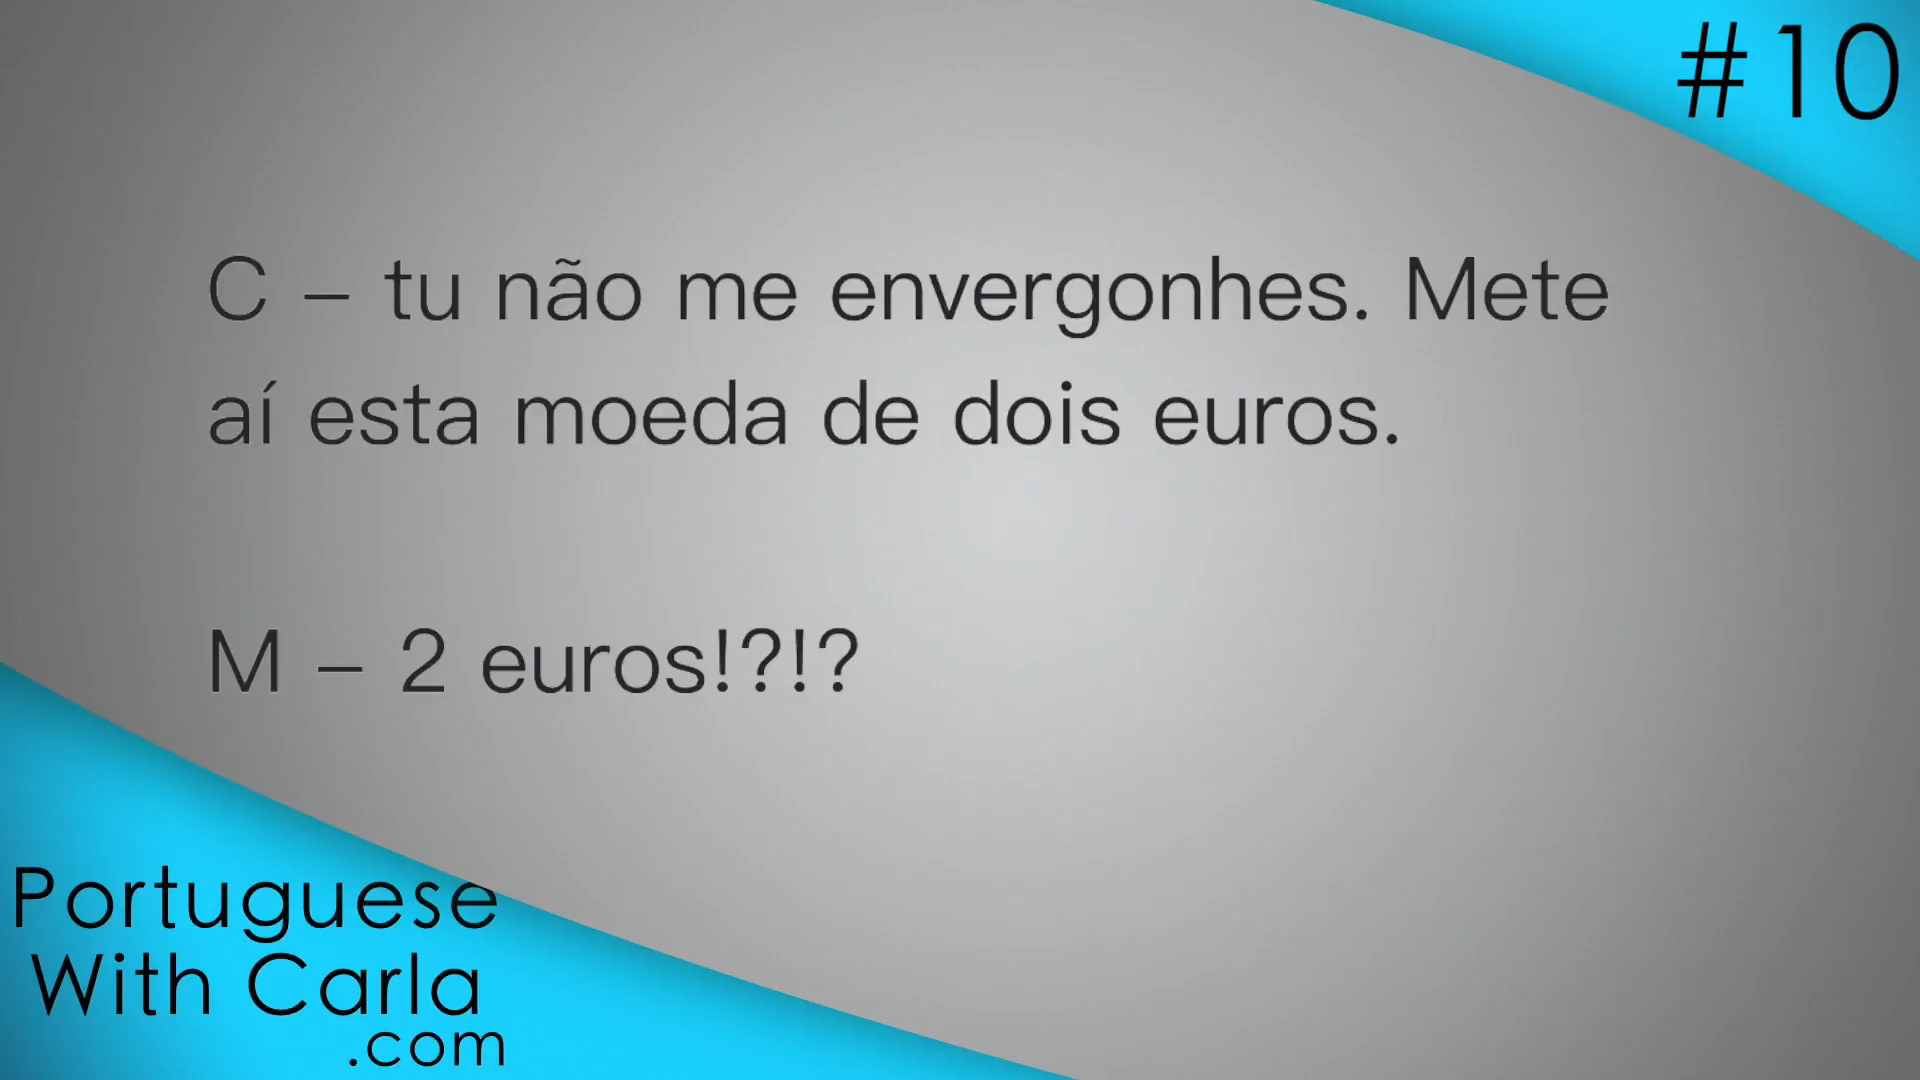 #10
C – tu não me envergonhes. Mete
aí esta moeda de dois euros.
M – 2 euros!?!?
Portuguese
With Carla
.com